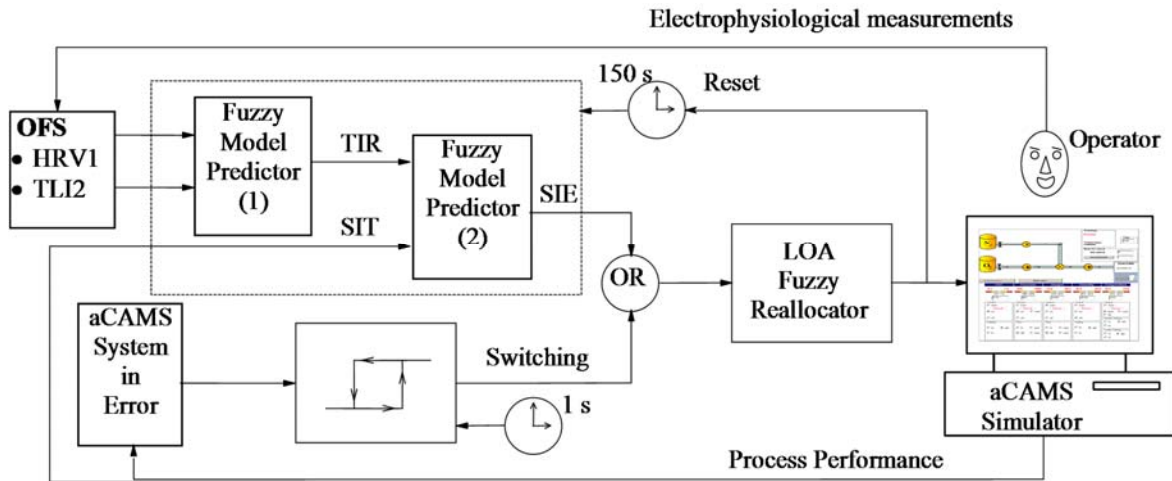 Electrophysiological measurements
150 s
Reset
OFS
HRV1
TLI2
Fuzzy
Model
Predictor
(1)
TIR
SIT
Fuzzy
Model
Predictor
(2)
SIE
OR
LOA
Fuzzy
Reallocator
Operator
aCAMS
System
in
Error
Switching
1 s
aCAMS
Simulator
Process Performance